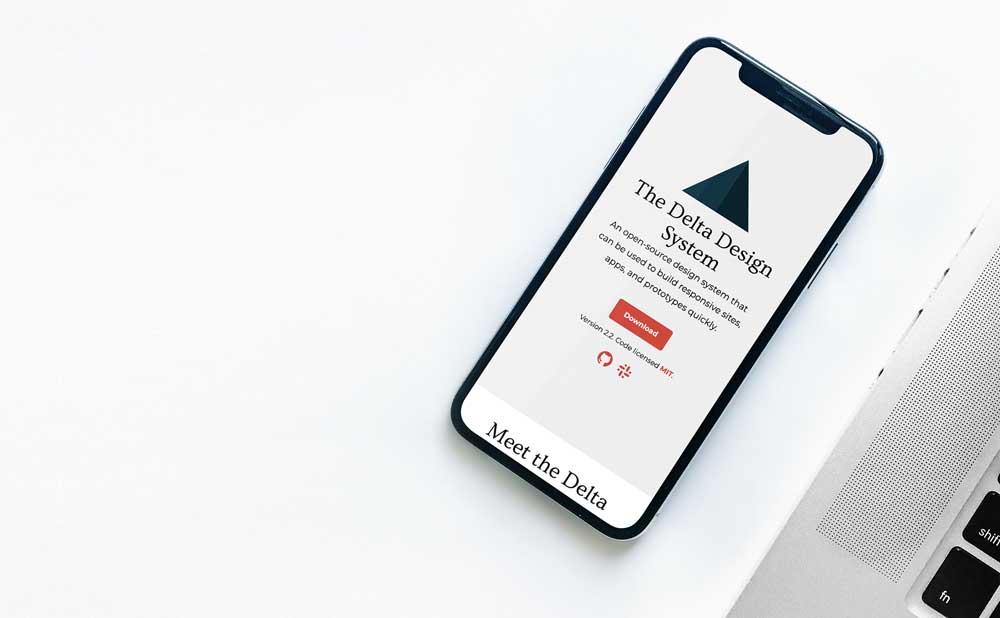 The Delta Design
System
An open-source design system that
can be used to build responsive sites,
apps, and prototypes quickly.
Download
Version 2.2. Code licensed MIT.
Meet the Delta
shift
fn